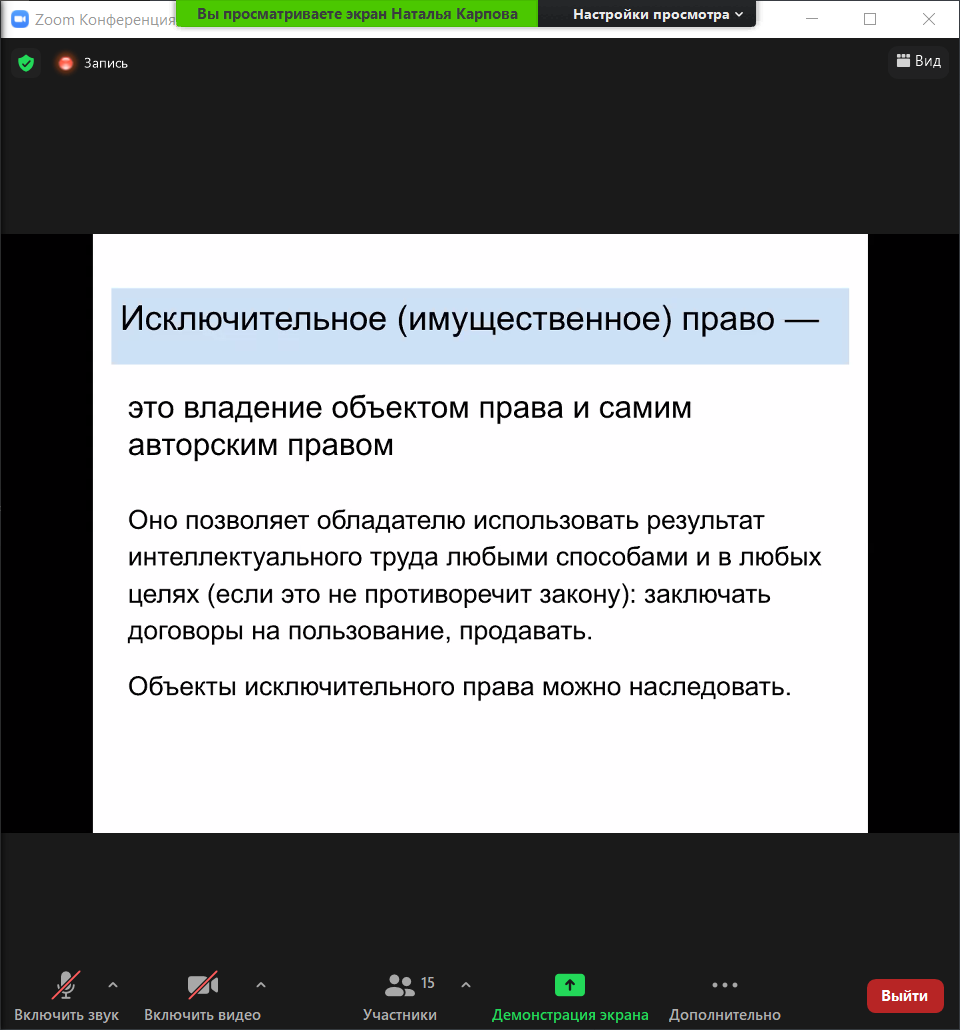 Zoom Конференция
Вы просматриваете экран Наталья Карпова
Настройки просмотра
Запись
Вид
Исключительное (имущественное) право —
это владение объектом права и самим
авторским правом
Оно позволяет обладателю использовать результат
интеллектуального труда любыми способами и в любых
целях (если это не противоречит закону): заключать
договоры на пользование, продавать.
Объекты исключительного права можно наследовать.
15
Включить звук
Включить видео
Участники
Демонстрация экрана
Дополнительно
Выйти